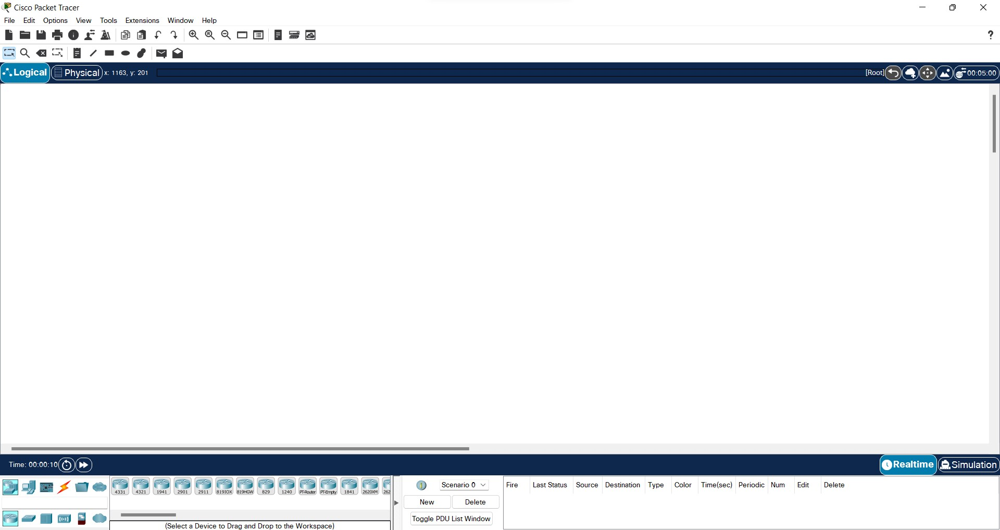 Cisco Packet Tracer
File Edit Options View Tools Extensions Window Help
Logical Physical x: 1163, y: 201 [Root] 00:05:00
Time: 00:00:10 Realtime Simulation
4331 4321 1941 2901 2911 819IOX 819HGW 829 1240 PT-Router PT-Empty 1841 2620XM 262
Scenario 0
Fire Last Status Source Destination Type Color Time(sec) Periodic Num Edit Delete
New Delete
Toggle PDU List Window
(Select a Device to Drag and Drop to the Workspace)